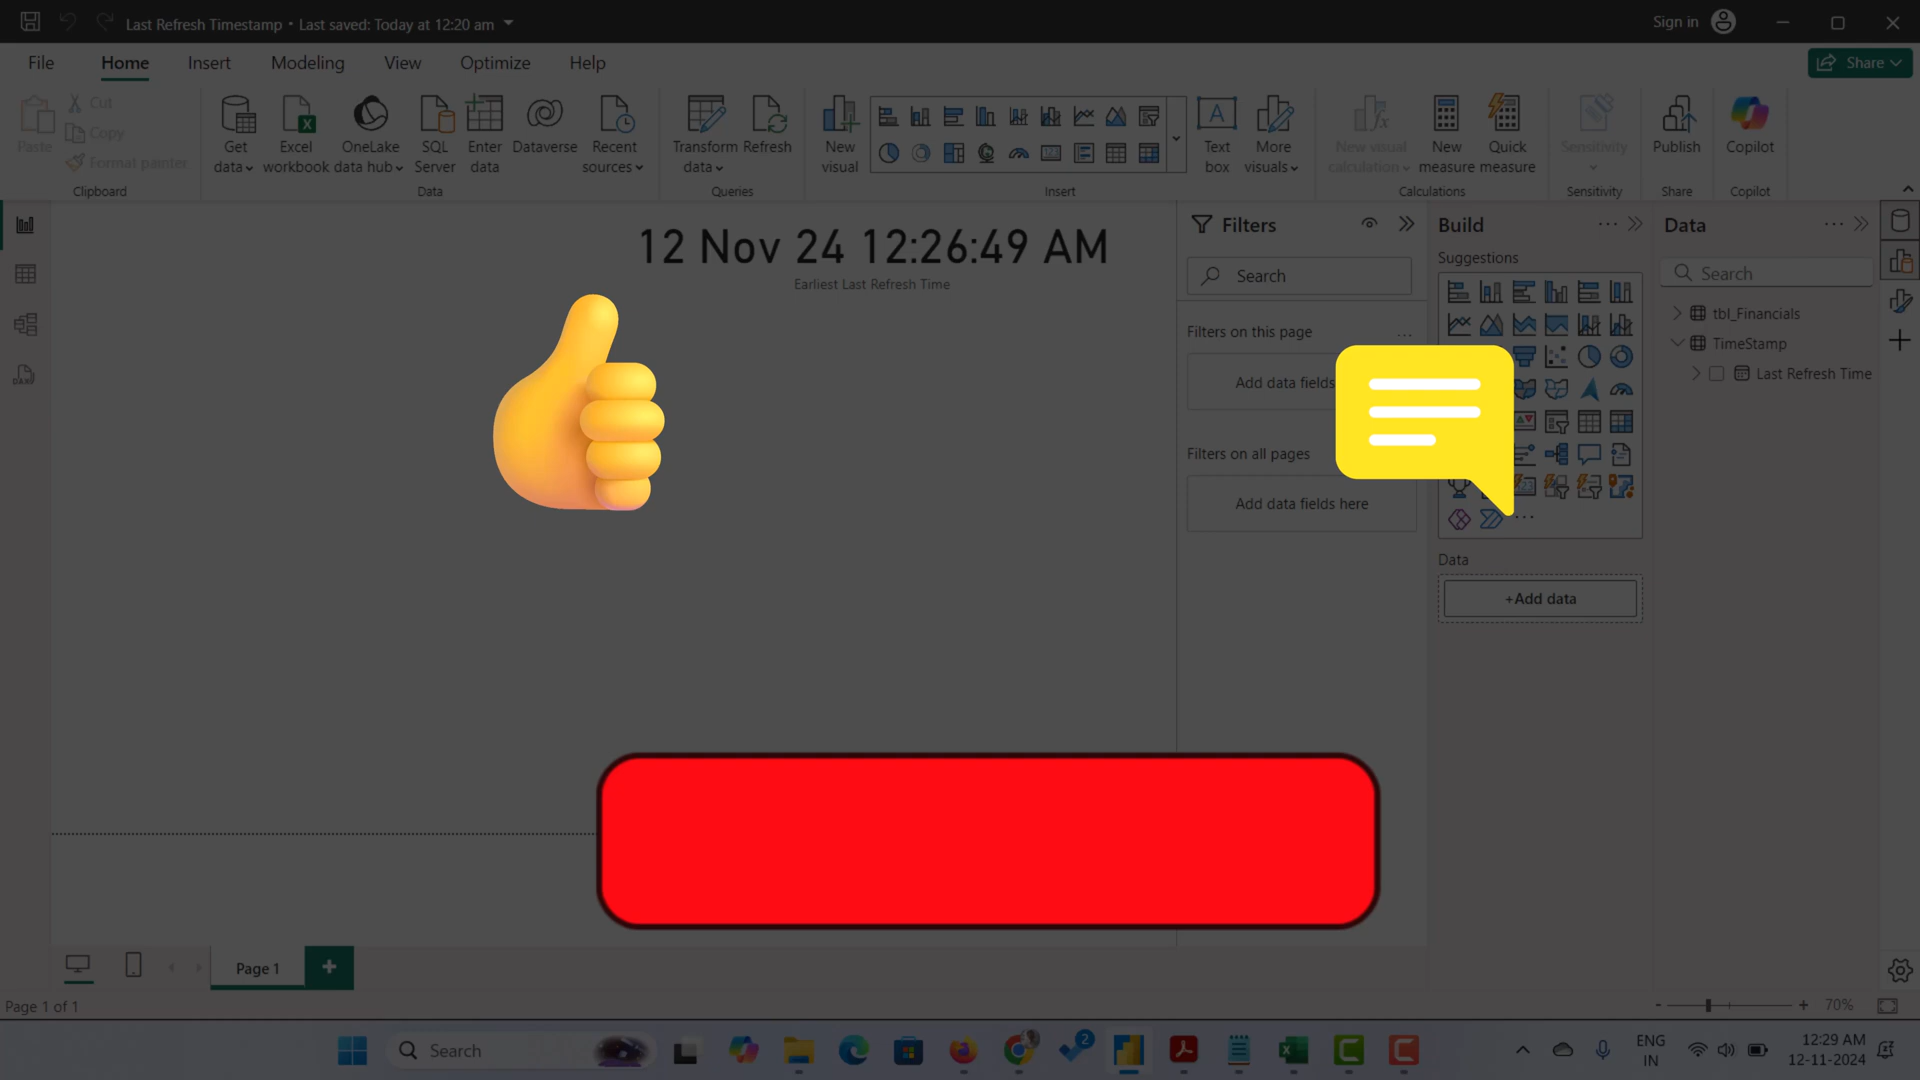 Last Refresh Timestamp • Last saved: Today at 12:20 am
Sign in
File Home Insert Modeling View Optimize Help
Share
Paste
Cut
Copy
Format painter
Clipboard
Get data
Excel workbook
OneLake data hub
SQL Server
Enter data
Dataverse
Recent sources
Data
Transform data
Refresh
Queries
New visual
Text box
More visuals
Insert
New visual calculation
New measure
Quick measure
Calculations
Sensitivity
Sensitivity
Publish
Share
Copilot
Copilot
12 Nov 24 12:26:49 AM
Earliest Last Refresh Time
Filters
Search
Filters on this page
Add data fields
Filters on all pages
Add data fields here
Build
Suggestions
Data
+Add data
Data
Search
tbl_Financials
TimeStamp
Last Refresh Time
Page 1
Page 1 of 1
70%
Search
2
ENG
IN
12:29 AM
12-11-2024